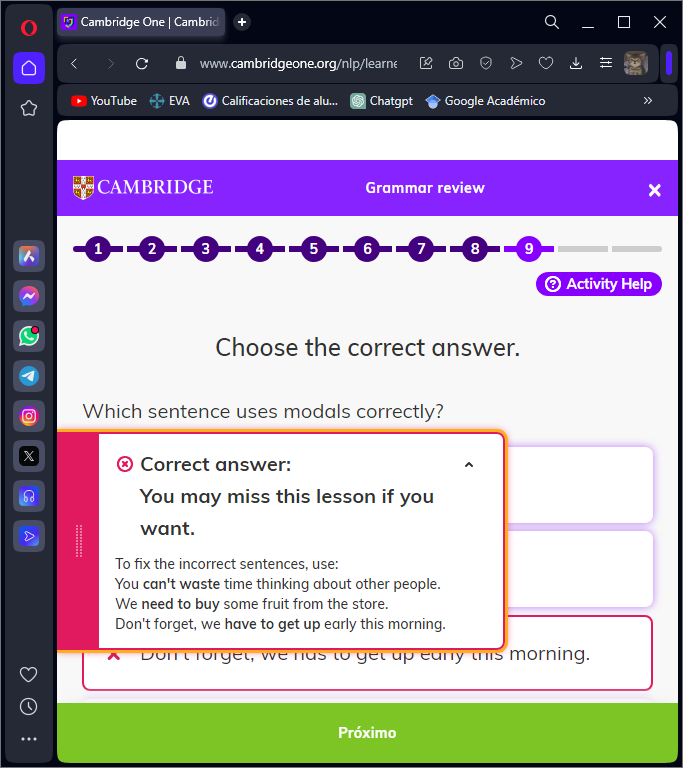 Cambridge One | Cambrid
www.cambridgeone.org/nlp/learne
YouTube
EVA
Calificaciones de alu...
Chatgpt
Google Académico
CAMBRIDGE
Grammar review
1 2 3 4 5 6 7 8 9
Activity Help
Choose the correct answer.
Which sentence uses modals correctly?
Correct answer:
You may miss this lesson if you
want.
To fix the incorrect sentences, use:
You can't waste time thinking about other people.
We need to buy some fruit from the store.
Don't forget, we have to get up early this morning.
Don't forget, we has to get up early this morning.
Próximo